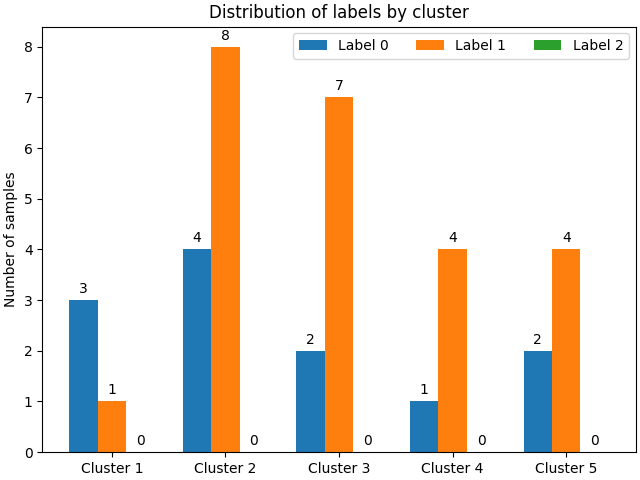 Distribution of labels by cluster
Label 0 Label 1 Label 2
Number of samples
8
7
6
5
4
3
2
1
0
3 1 0
4 8 0
2 7 0
1 4 0
2 4 0
Cluster 1 Cluster 2 Cluster 3 Cluster 4 Cluster 5